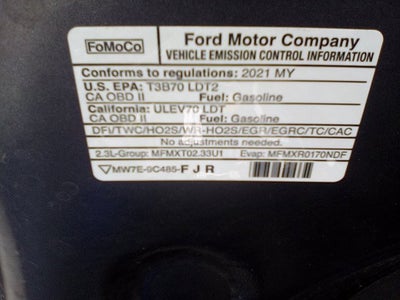 FoMoCo
Ford Motor Company
VEHICLE EMISSION CONTROL INFORMATION
Conforms to regulations: 2021 MY
U.S. EPA: T3B70 LDT2
CA OBD II Fuel: Gasoline
California: ULEV70 LDT
CA OBD II Fuel: Gasoline
DFI/TWC/HO2S/WR-HO2S/EGR/EGRC/TC/CAC
No adjustments needed.
2.3L-Group: MFMXT02.33U1 Evap: MFMXR0170NDF
MW7E-9C485-F J R